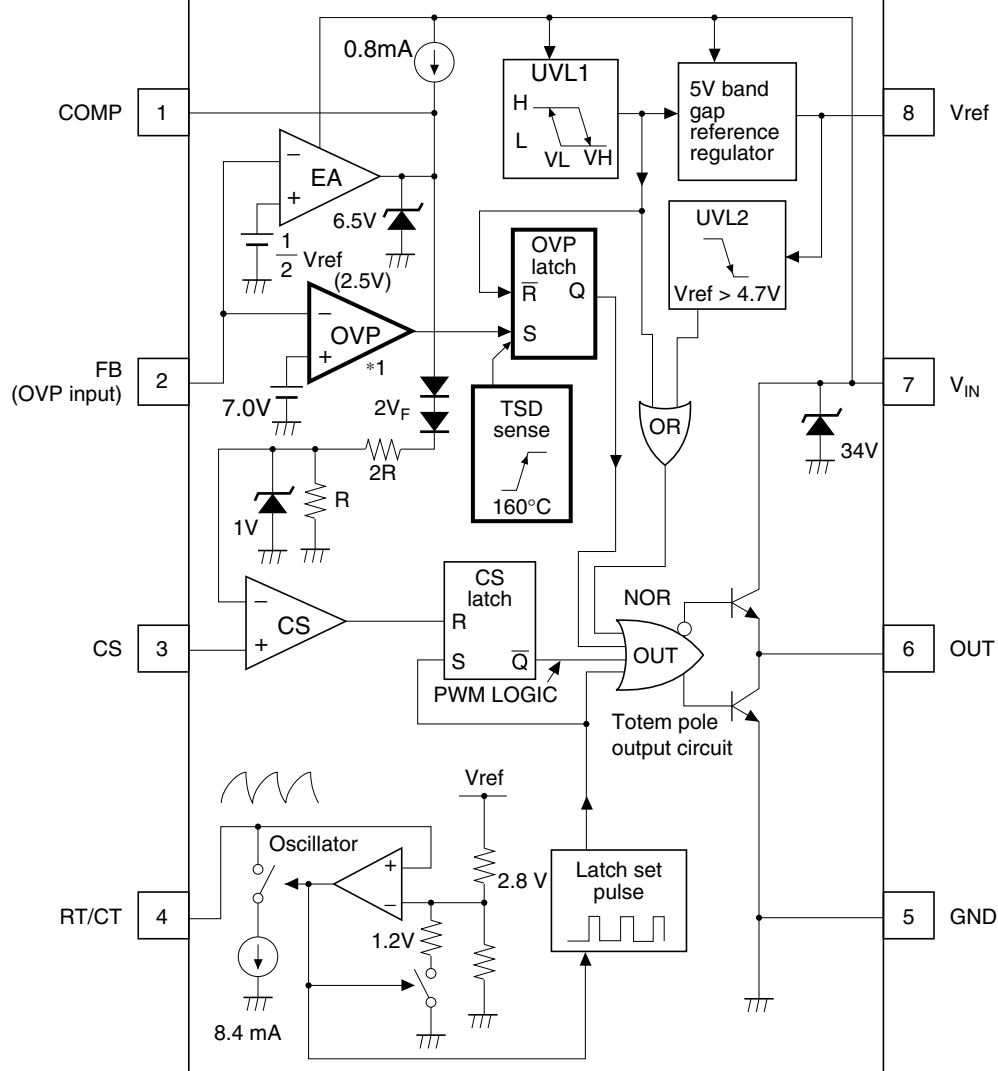 0.8mA
UVL1
H
L
VL
VH
5V band
gap
reference
regulator
COMP
1
8
Vref
−
EA
+
6.5V
1
2
Vref
(2.5V)
UVL2
Vref > 4.7V
OVP
latch
R̅
Q
S
−
OVP
+
*1
FB
(OVP input)
2
7
VIN
7.0V
2VF
TSD
sense
160°C
OR
34V
2R
R
1V
CS
latch
R
S
Q̅
NOR
−
CS
+
CS
3
6
OUT
OUT
PWM LOGIC
Totem pole
output circuit
Vref
Oscillator
+
−
2.8 V
Latch set
pulse
RT/CT
4
1.2V
5
GND
8.4 mA